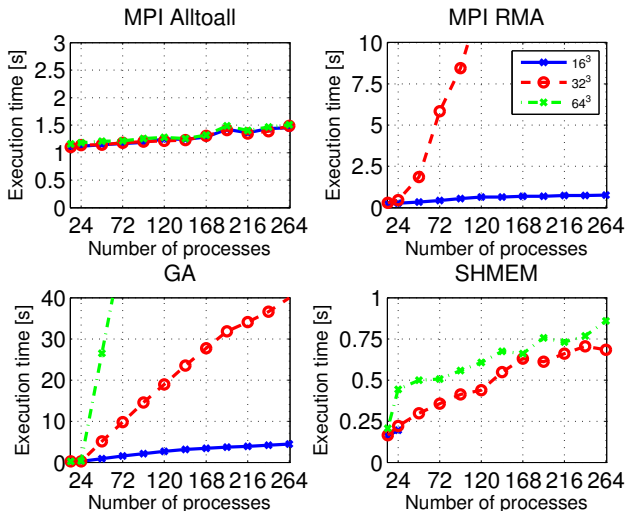 MPI Alltoall
Execution time [s]
3
2.5
2
1.5
1
0.5
0
24 72 120 168 216 264
Number of processes
MPI RMA
Execution time [s]
10
7.5
5
2.5
0
16³
32³
64³
24 72 120 168 216 264
Number of processes
GA
Execution time [s]
40
30
20
10
0
24 72 120 168 216 264
Number of processes
SHMEM
Execution time [s]
1
0.75
0.5
0.25
0
24 72 120 168 216 264
Number of processes